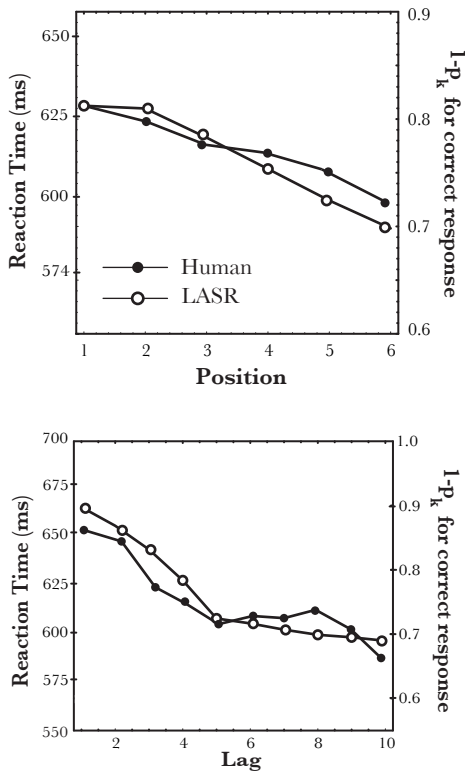 0.9
650
0.8
625
600
0.7
574
Human
LASR
0.6
1 2 3 4 5 6
Position
Reaction Time (ms)
1-pk for correct response
700
1.0
675
0.9
650
0.8
625
600
0.7
575
0.6
550
2 4 6 8 10
Lag
Reaction Time (ms)
1-pk for correct response